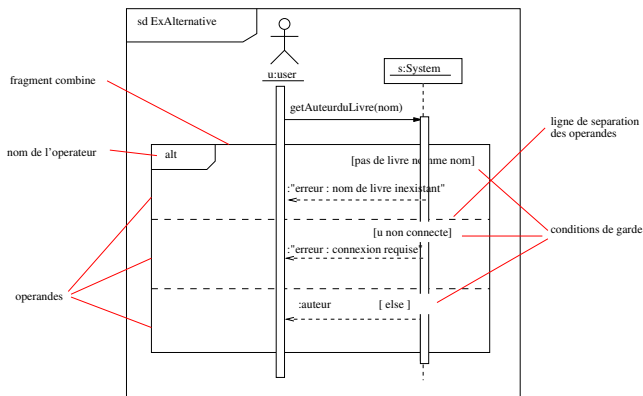 sd ExAlternative
fragment combine
u:user
s:System
getAuteurduLivre(nom)
ligne de separation
des operandes
nom de l'operateur
alt
[pas de livre nomme nom]
:"erreur : nom de livre inexistant"
[u non connecte]
conditions de garde
:"erreur : connexion requise"
operandes
:auteur
[ else ]